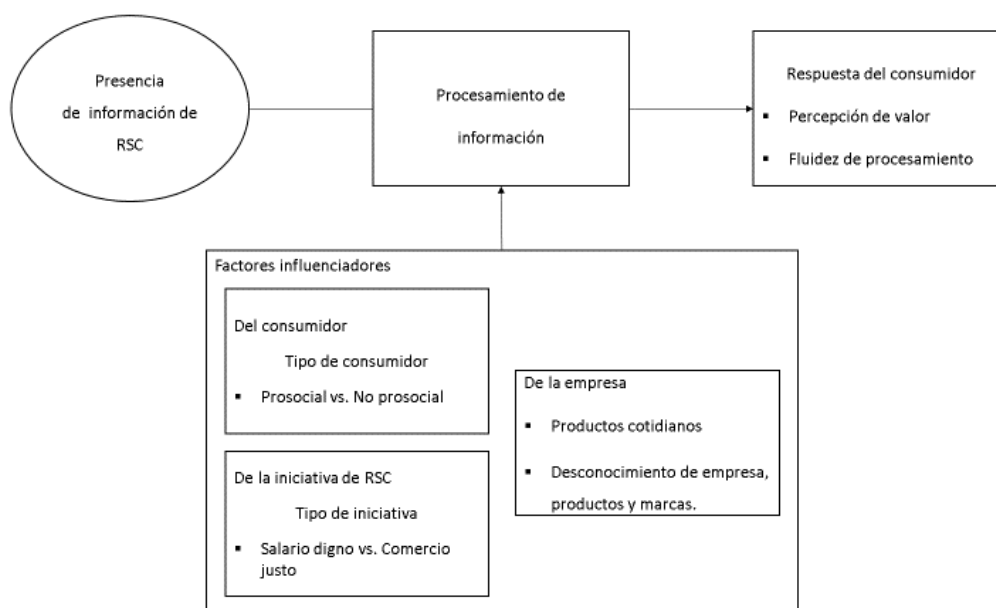 Presencia
de información de
RSC
Procesamiento de
información
Respuesta del consumidor
▪ Percepción de valor
▪ Fluidez de procesamiento
Factores influenciadores
Del consumidor
Tipo de consumidor
▪ Prosocial vs. No prosocial
De la iniciativa de RSC
Tipo de iniciativa
▪ Salario digno vs. Comercio
justo
De la empresa
▪ Productos cotidianos
▪ Desconocimiento de empresa,
productos y marcas.